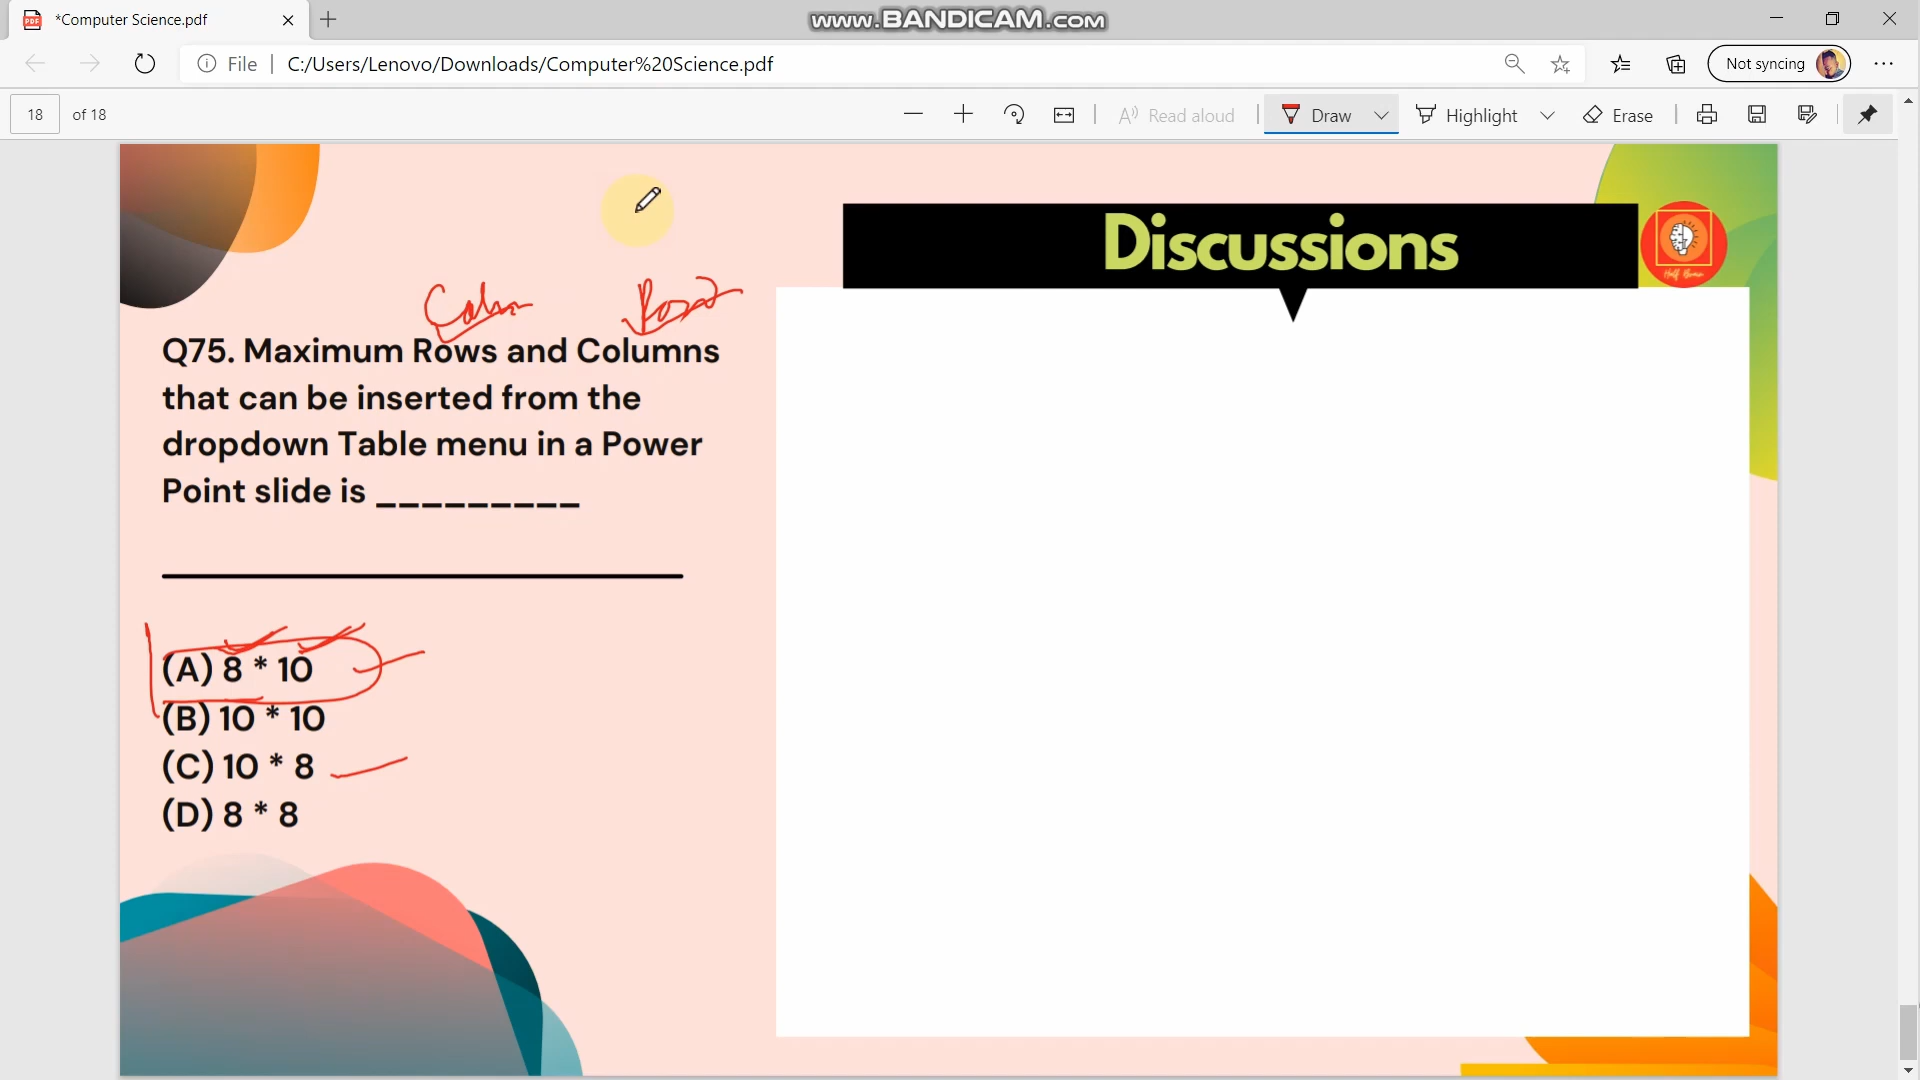 *Computer Science.pdf
www.BANDICAM.com
File
C:/Users/Lenovo/Downloads/Computer%20Science.pdf
Not syncing
18 of 18
Read aloud
Draw
Highlight
Erase
Discussions
Half Brain
Q75. Maximum Rows and Columns
that can be inserted from the
dropdown Table menu in a Power
Point slide is _________
(A) 8 * 10
(B) 10 * 10
(C) 10 * 8
(D) 8 * 8